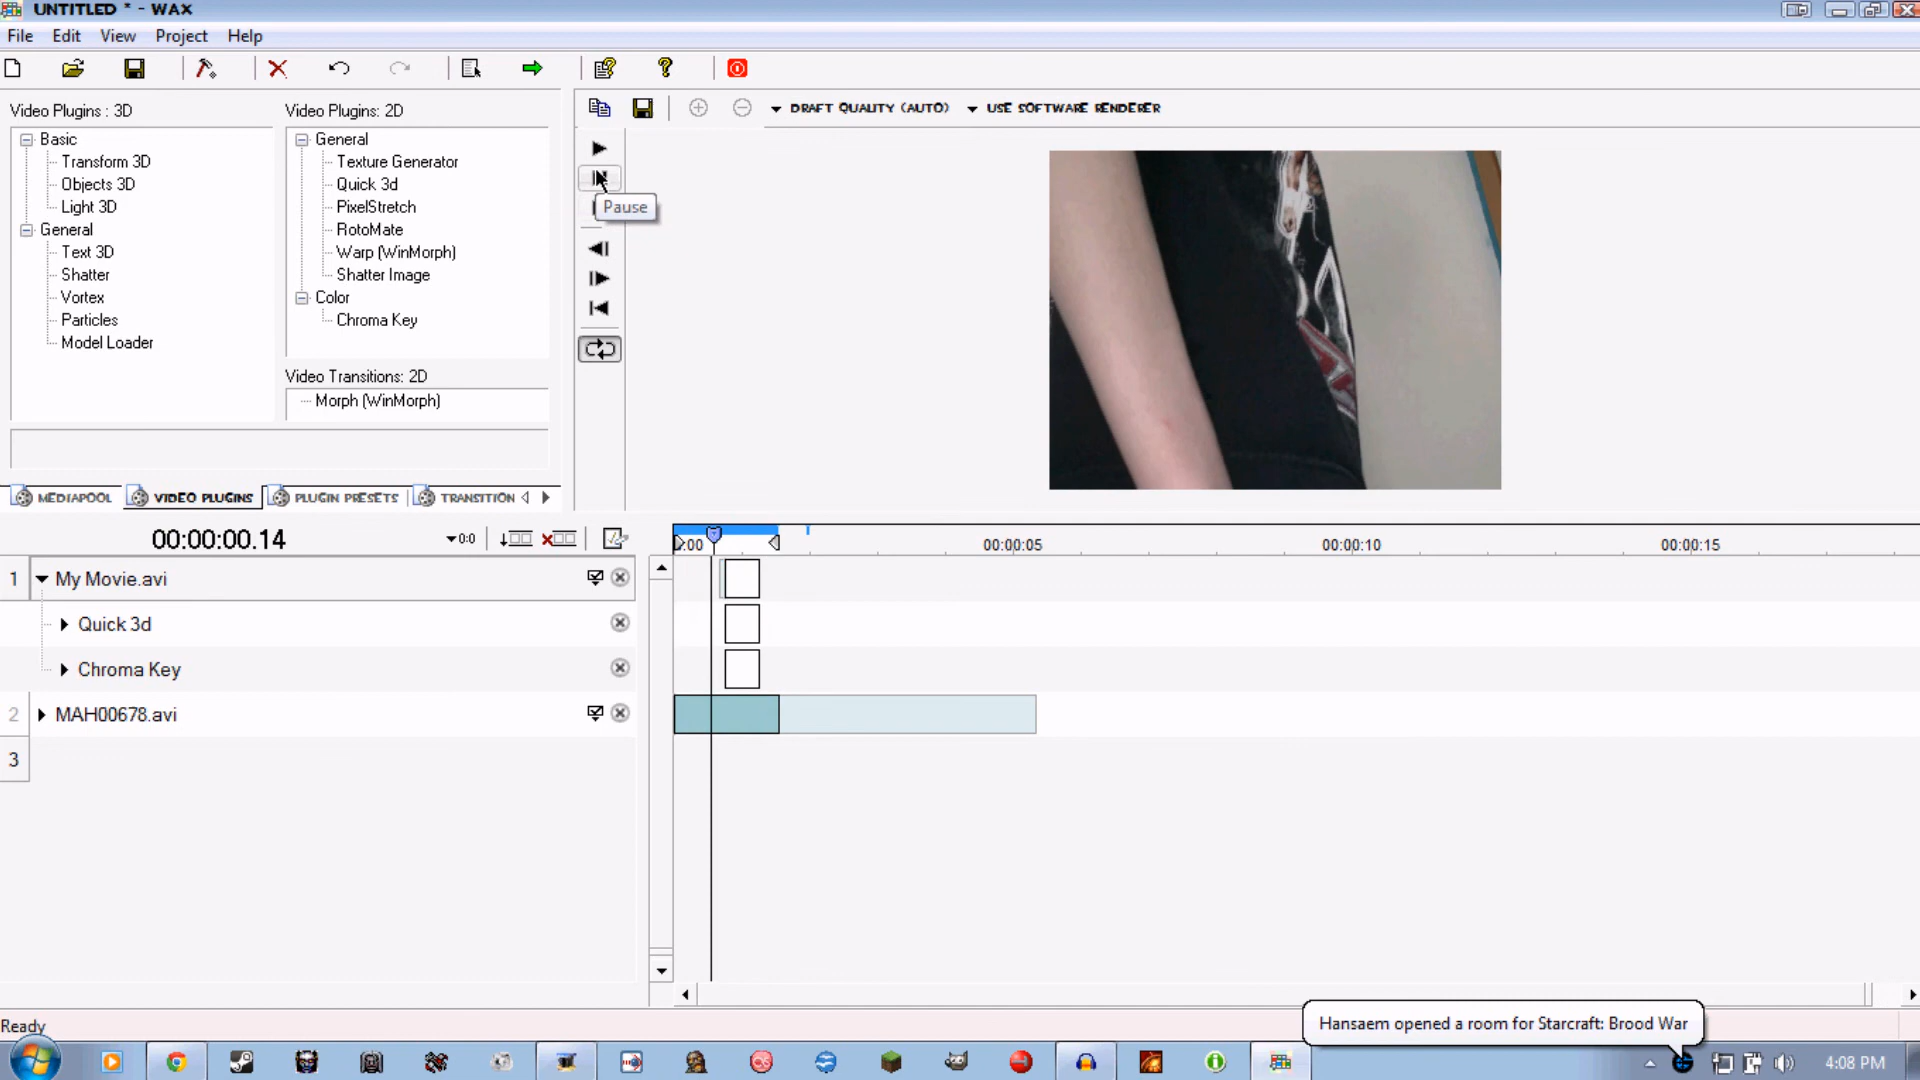 UNTITLED * - WAX
File Edit View Project Help
Video Plugins : 3D
Basic
Transform 3D
Objects 3D
Light 3D
General
Text 3D
Shatter
Vortex
Particles
Model Loader
Video Plugins: 2D
General
Texture Generator
Quick 3d
PixelStretch
RotoMate
Warp (WinMorph)
Shatter Image
Color
Chroma Key
Video Transitions: 2D
Morph (WinMorph)
MEDIAPOOL VIDEO PLUGINS PLUGIN PRESETS TRANSITION
DRAFT QUALITY (AUTO) USE SOFTWARE RENDERER
Pause
00:00:00.14
0:0
:00 00:00:05 00:00:10 00:00:15
1 My Movie.avi
Quick 3d
Chroma Key
2 MAH00678.avi
3
Ready
Hansaem opened a room for Starcraft: Brood War
4:08 PM